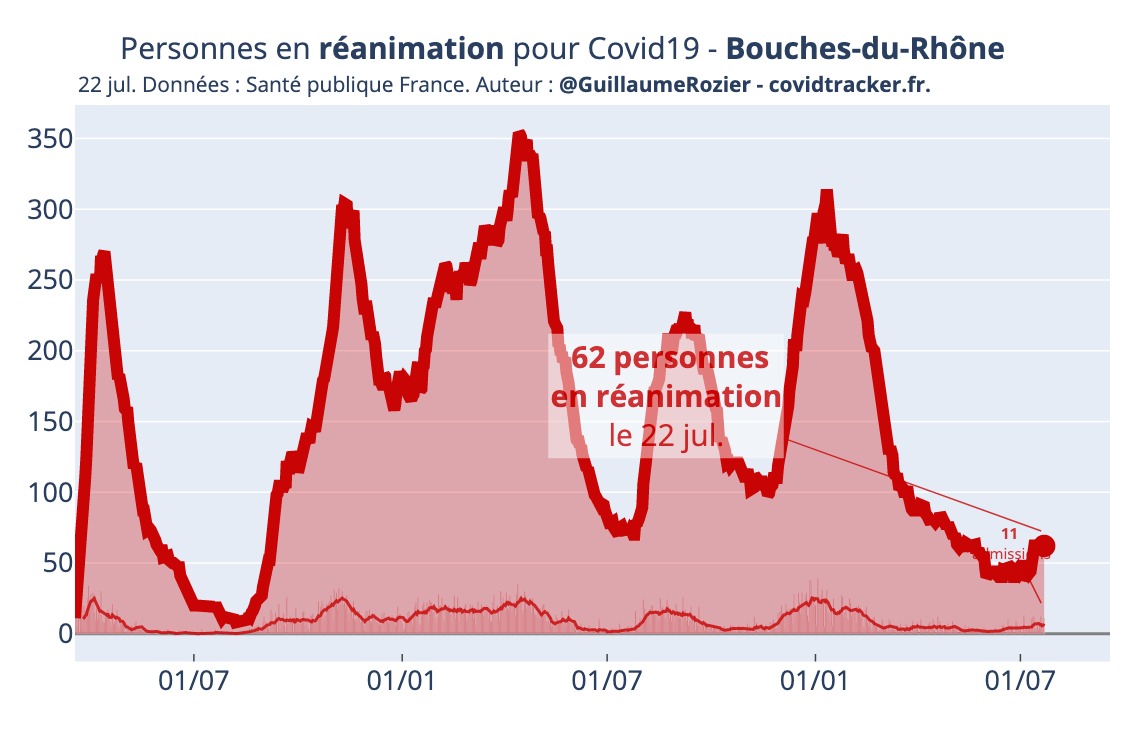 Personnes en réanimation pour Covid19 - Bouches-du-Rhône
22 jul. Données : Santé publique France. Auteur : @GuillaumeRozier - covidtracker.fr.
350
300
250
200
150
100
50
0
62 personnes
en réanimation
le 22 jul.
11
admissions
01/07
01/01
01/07
01/01
01/07